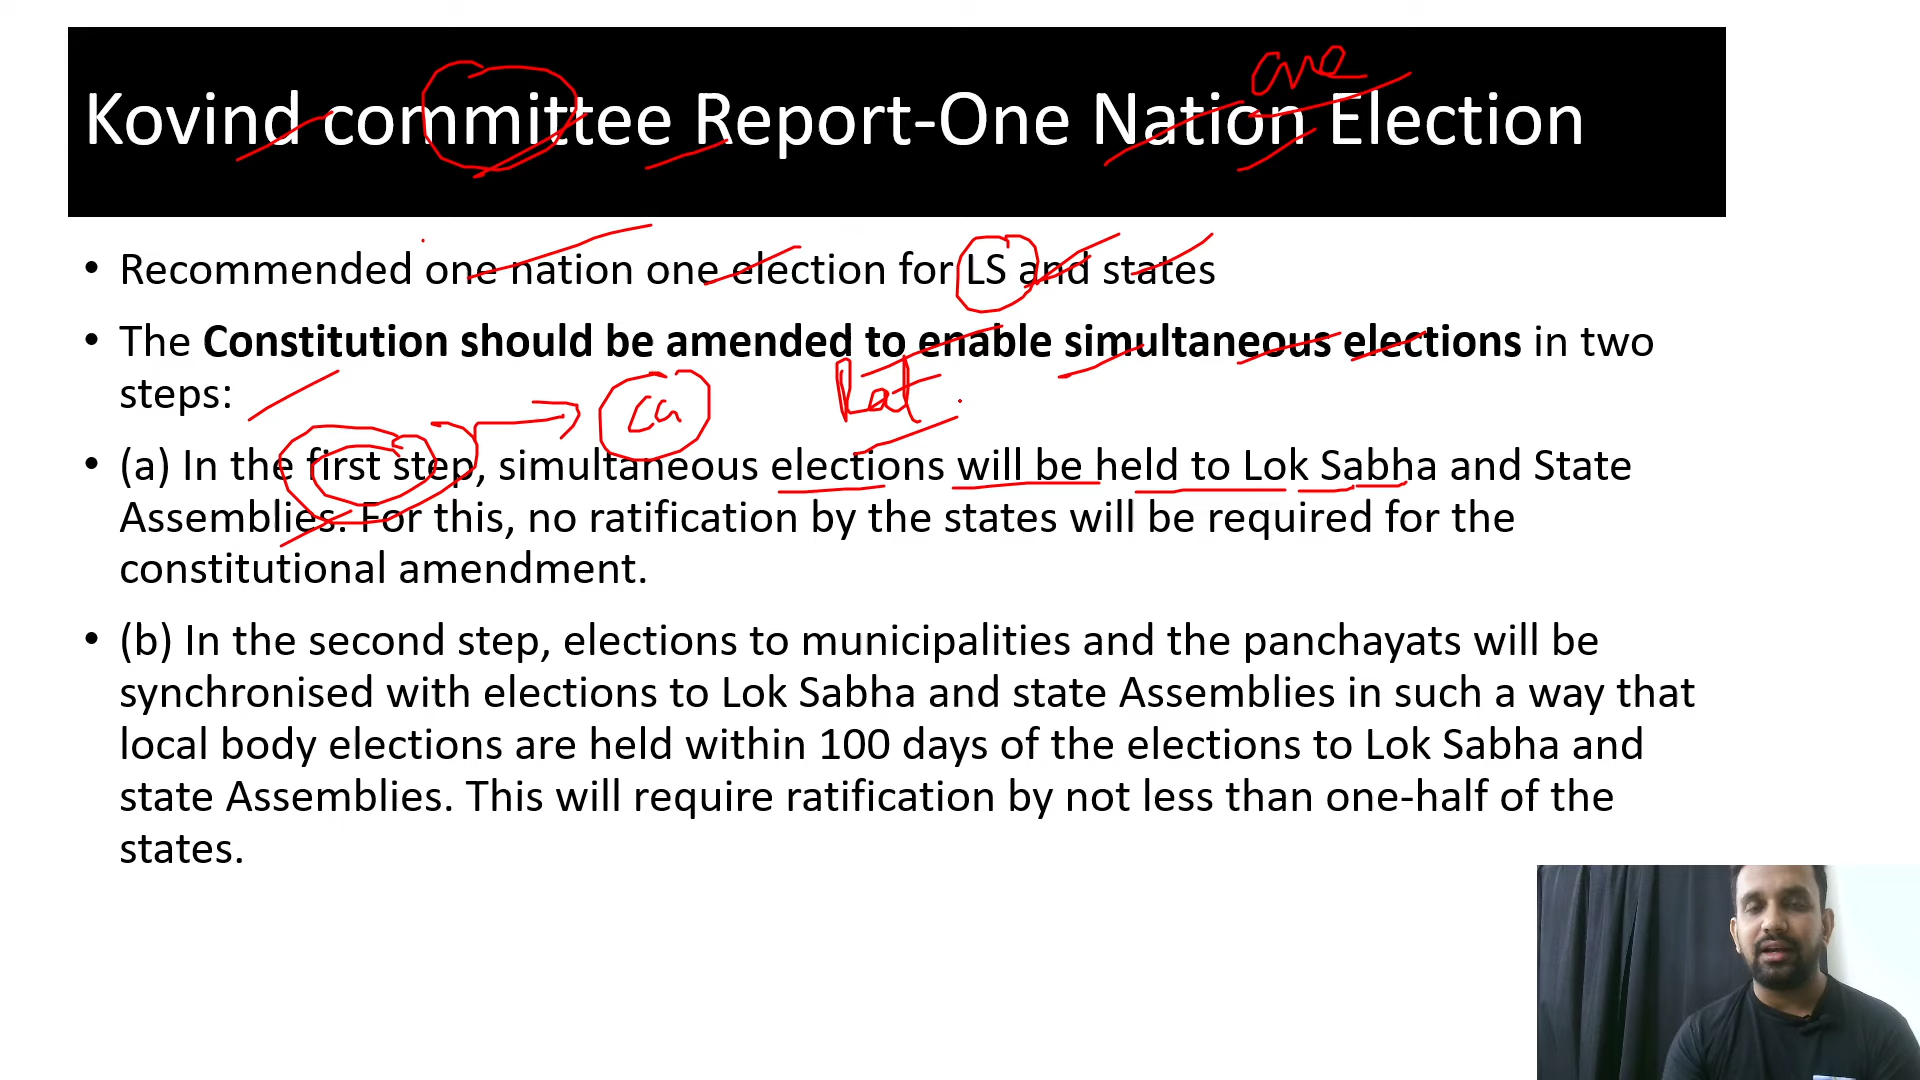 one
Kovind committee Report-One Nation Election
• Recommended one nation one election for LS and states
• The Constitution should be amended to enable simultaneous elections in two
steps:
• (a) In the first step, simultaneous elections will be held to Lok Sabha and State
Assemblies. For this, no ratification by the states will be required for the
constitutional amendment.
• (b) In the second step, elections to municipalities and the panchayats will be
synchronised with elections to Lok Sabha and state Assemblies in such a way that
local body elections are held within 100 days of the elections to Lok Sabha and
state Assemblies. This will require ratification by not less than one-half of the
states.